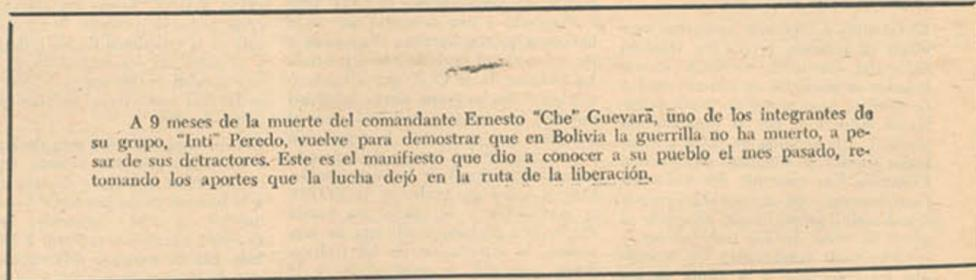 A 9 meses de la muerte del comandante Ernesto "Che" Guevara, uno de los integrantes de
su grupo, "Inti" Peredo, vuelve para demostrar que en Bolivia la guerrilla no ha muerto, a pe-
sar de sus detractores. Este es el manifiesto que dio a conocer a su pueblo el mes pasado, re-
tomando los aportes que la lucha dejó en la ruta de la liberación.